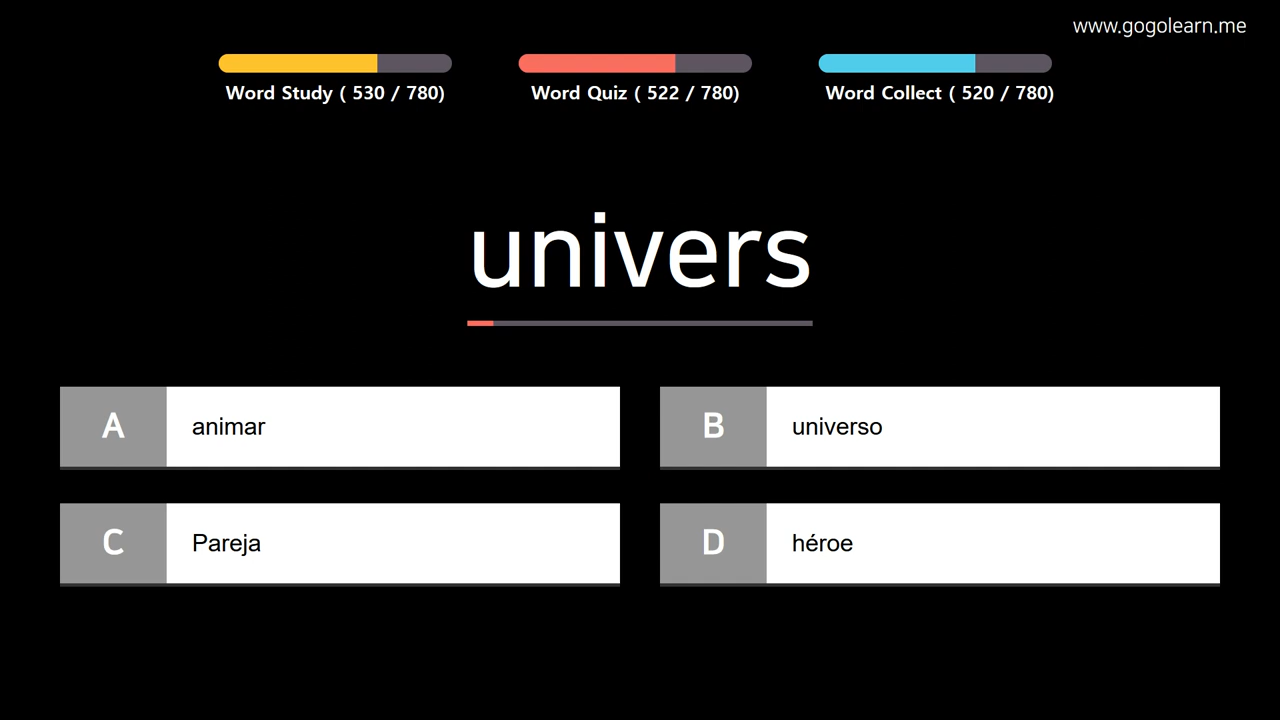 www.gogolearn.me
Word Study ( 530 / 780)
Word Quiz ( 522 / 780)
Word Collect ( 520 / 780)
univers
A animar
B universo
C Pareja
D héroe